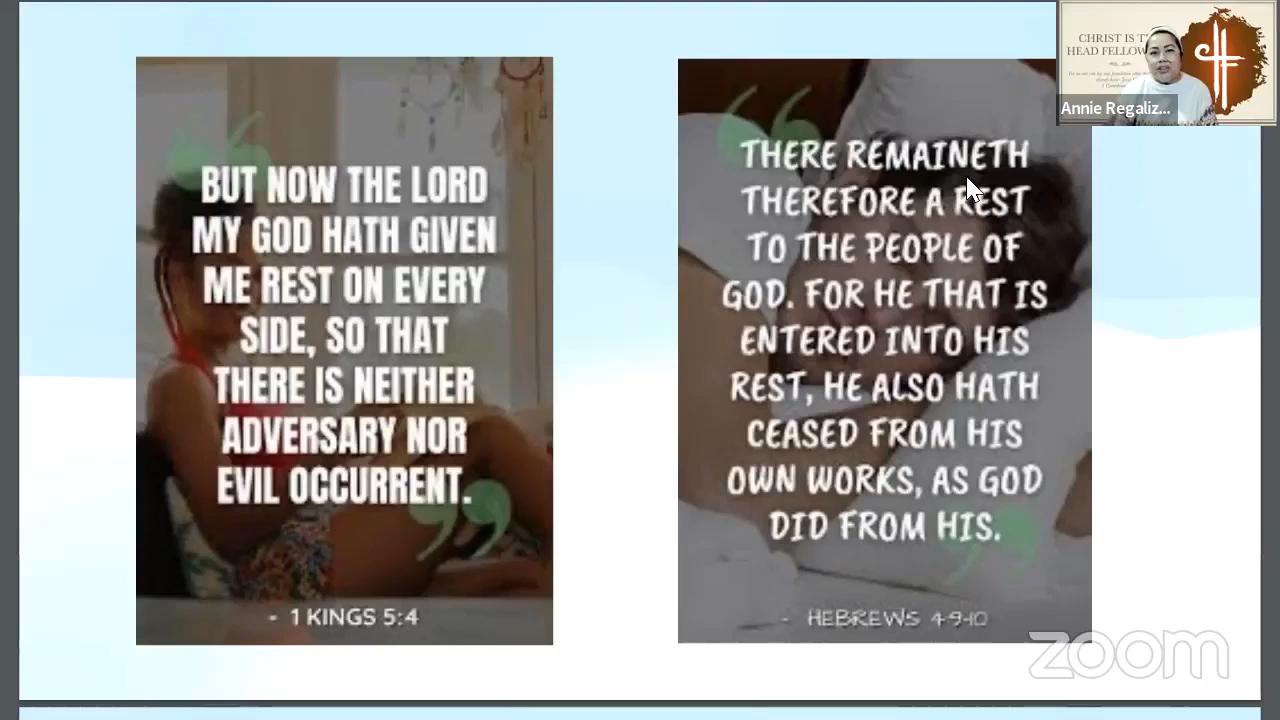 BUT NOW THE LORD
MY GOD HATH GIVEN
ME REST ON EVERY
SIDE, SO THAT
THERE IS NEITHER
ADVERSARY NOR
EVIL OCCURRENT.
- 1 KINGS 5:4
THERE REMAINETH
THEREFORE A REST
TO THE PEOPLE OF
GOD. FOR HE THAT IS
ENTERED INTO HIS
REST, HE ALSO HATH
CEASED FROM HIS
OWN WORKS, AS GOD
DID FROM HIS.
- HEBREWS 4:9-10
CHRIST IS
HEAD
Annie Regaliz...
zoom